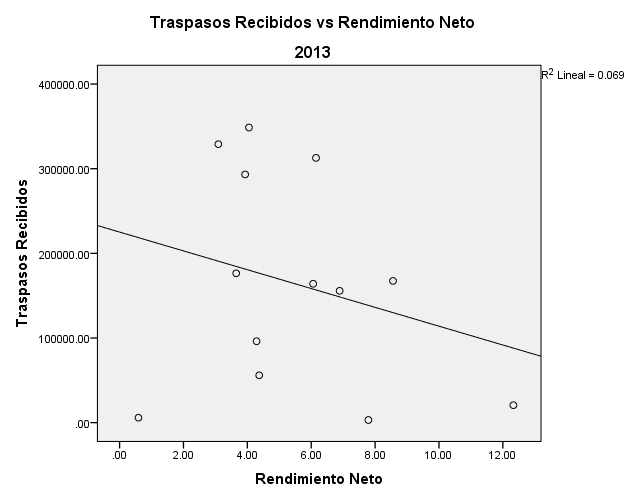 Traspasos Recibidos vs Rendimiento Neto
2013
R² Lineal = 0.069
400000.00
300000.00
200000.00
100000.00
.00
Traspasos Recibidos
.00 2.00 4.00 6.00 8.00 10.00 12.00
Rendimiento Neto